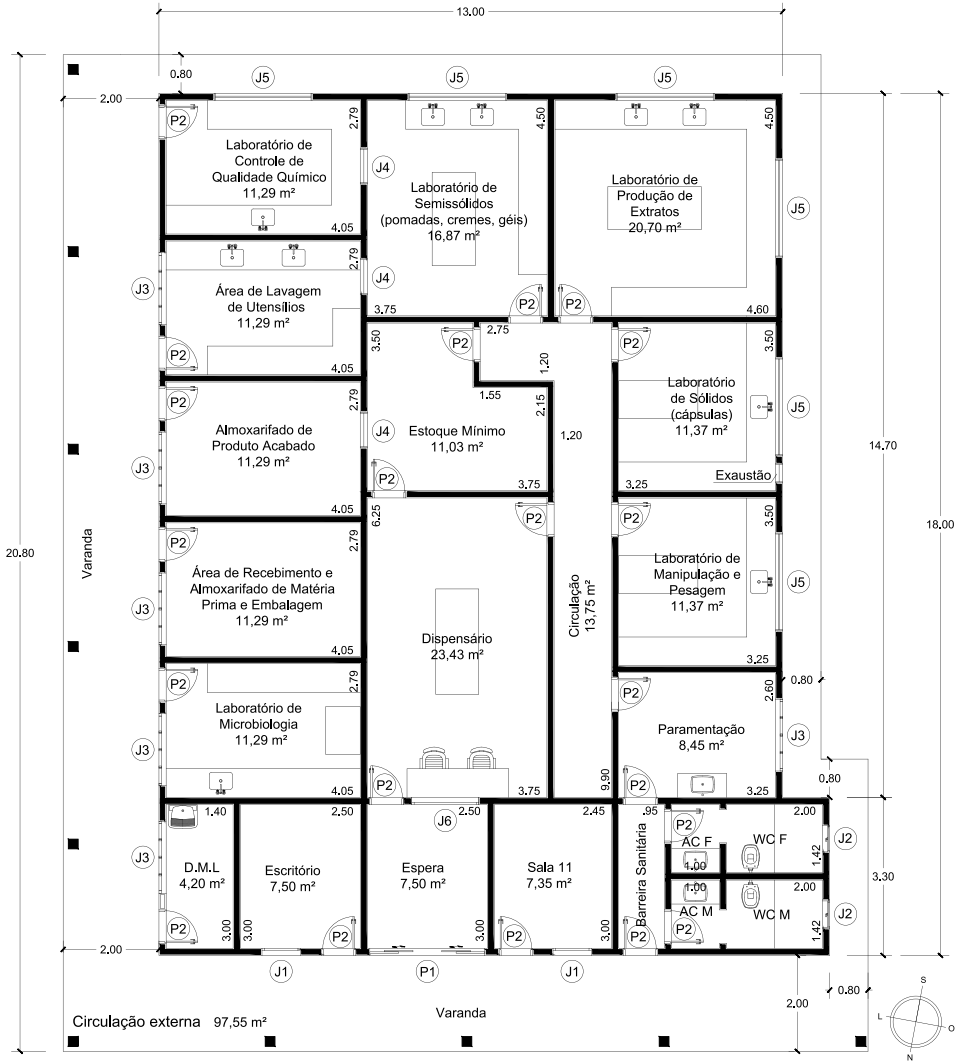 13.00
0.80
J5
J5
J5
2.00
P2
2.79
4.50
4.50
Laboratório de
Controle de
Qualidade Químico
11,29 m²
4.05
J4
Laboratório de
Semissólidos
(pomadas, cremes, géis)
16,87 m²
3.75
P2
Laboratório de
Produção de
Extratos
20,70 m²
4.60
P2
J5
J3
2.79
Área de Lavagem
de Utensílios
11,29 m²
P2
4.05
J4
3.50
P2
2.75
1.20
1.55
2.15
1.20
P2
3.50
Laboratório
de Sólidos
(cápsulas)
11,37 m²
J5
Exaustão
3.25
P2
2.79
Almoxarifado de
Produto Acabado
11,29 m²
4.05
J3
J4
Estoque Mínimo
11,03 m²
P2
3.75
14.70
18.00
20.80
Varanda
P2
2.79
Área de Recebimento e
Almoxarifado de Matéria
Prima e Embalagem
11,29 m²
4.05
J3
6.25
P2
Dispensário
23,43 m²
P2
3.75
Circulação
13,75 m²
9.90
P2
3.50
Laboratório de
Manipulação e
Pesagem
11,37 m²
3.25
J5
P2
2.79
Laboratório de
Microbiologia
11,29 m²
4.05
J3
P2
2.60
Paramentação
8,45 m²
3.25
P2
J3
0.80
0.80
1.40
J3
D.M.L
4,20 m²
P2
3.00
2.50
Escritório
7,50 m²
P2
3.00
J6
2.50
Espera
7,50 m²
3.00
2.45
Sala 11
7,35 m²
P2
3.00
.95
Barreira Sanitária
P2
P2
AC F
1.00
WC F
2.00
1.42
J2
1.00
AC M
P2
WC M
2.00
1.42
J2
3.30
2.00
J1
P1
J1
2.00
0.80
Varanda
Circulação externa 97,55 m²
S
L
O
N